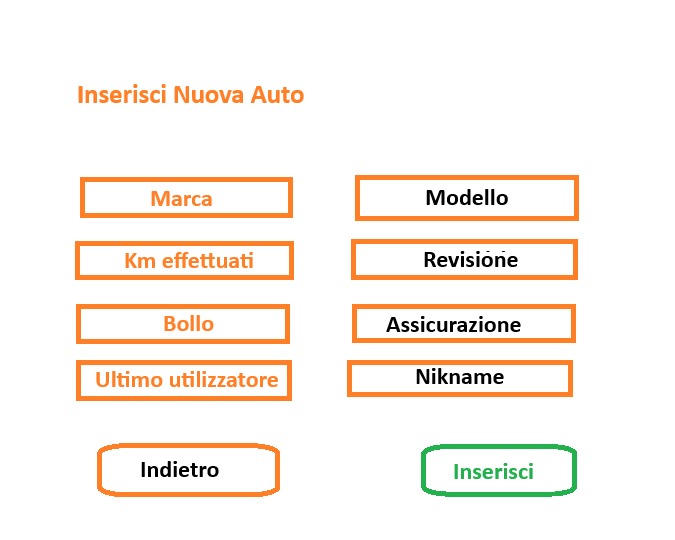 Inserisci Nuova Auto
Marca
Modello
Km effettuati
Revisione
Bollo
Assicurazione
Ultimo utilizzatore
Nikname
Indietro
Inserisci